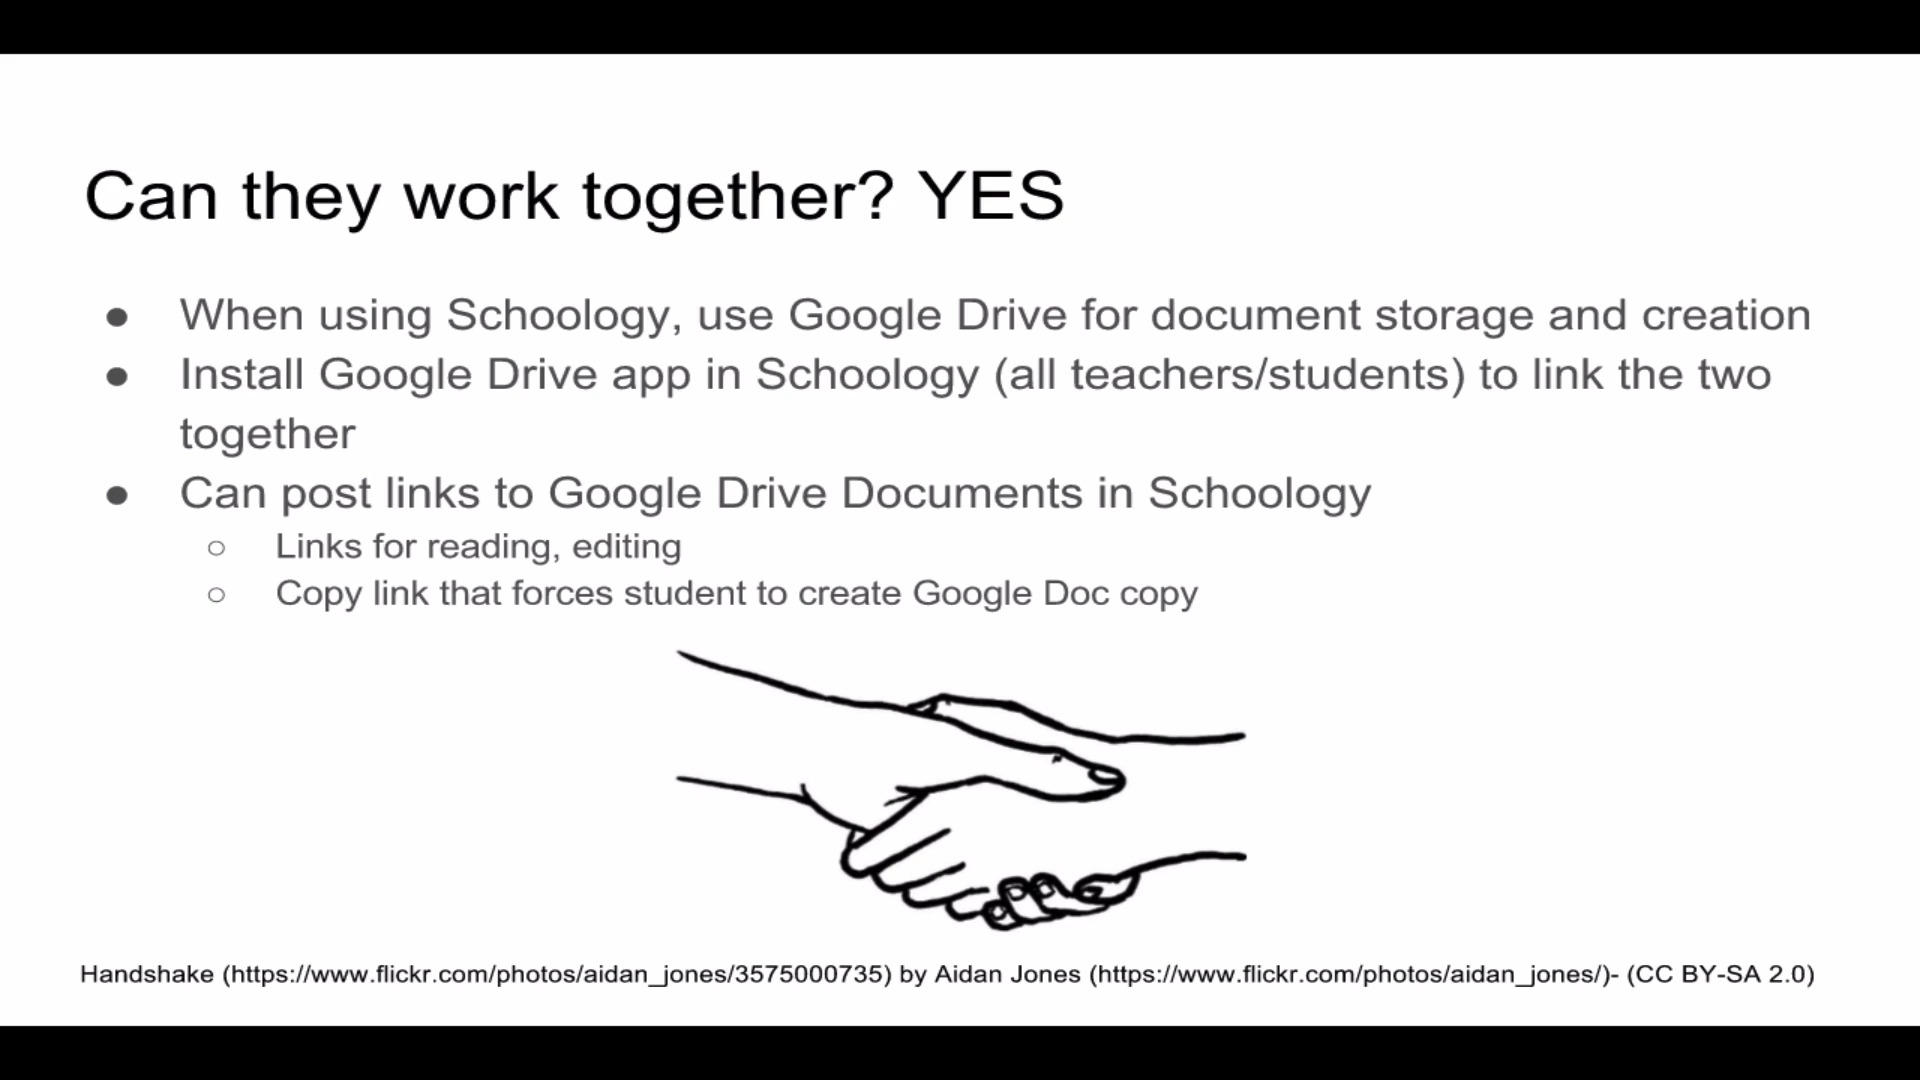 Can they work together? YES
● When using Schoology, use Google Drive for document storage and creation
● Install Google Drive app in Schoology (all teachers/students) to link the two
together
● Can post links to Google Drive Documents in Schoology
○ Links for reading, editing
○ Copy link that forces student to create Google Doc copy
Handshake (https://www.flickr.com/photos/aidan_jones/3575000735) by Aidan Jones (https://www.flickr.com/photos/aidan_jones/)- (CC BY-SA 2.0)